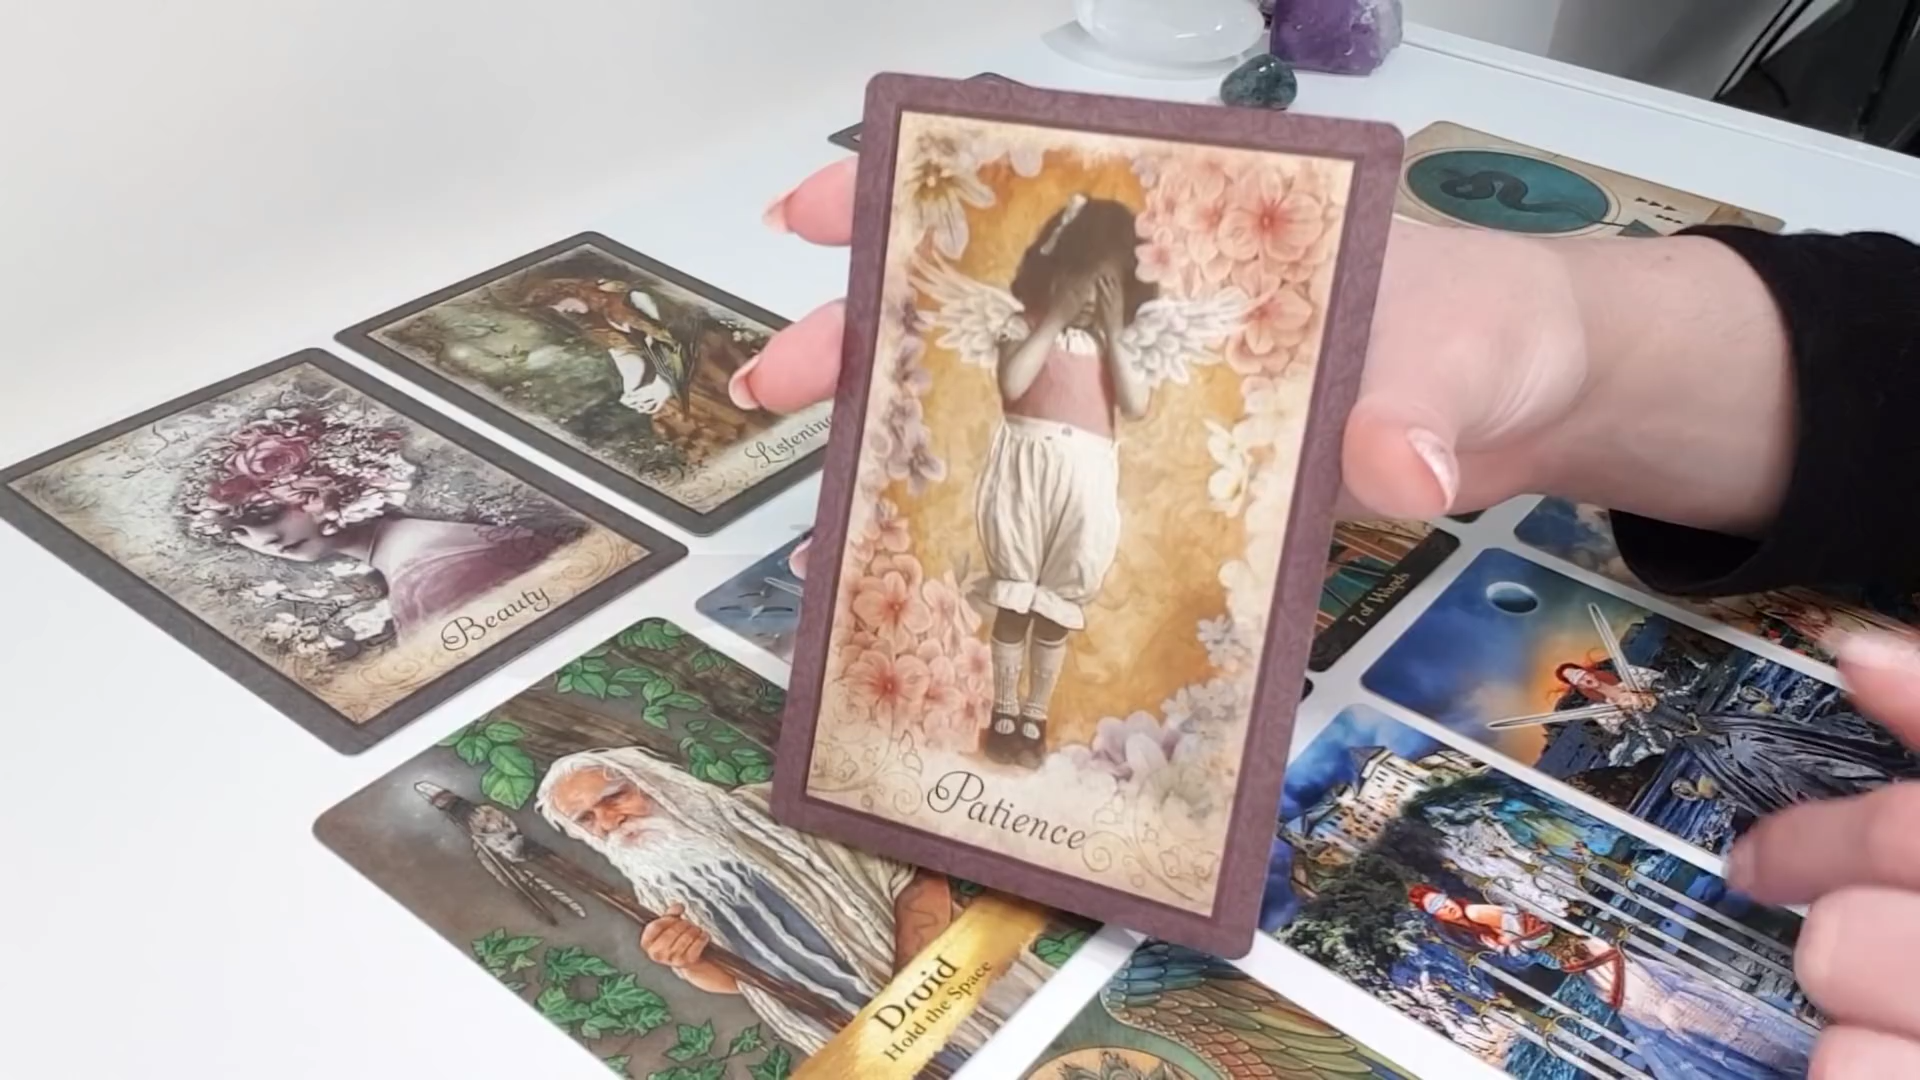 Patience
Listening
Beauty
7 of Wands
Druid
Hold the Space